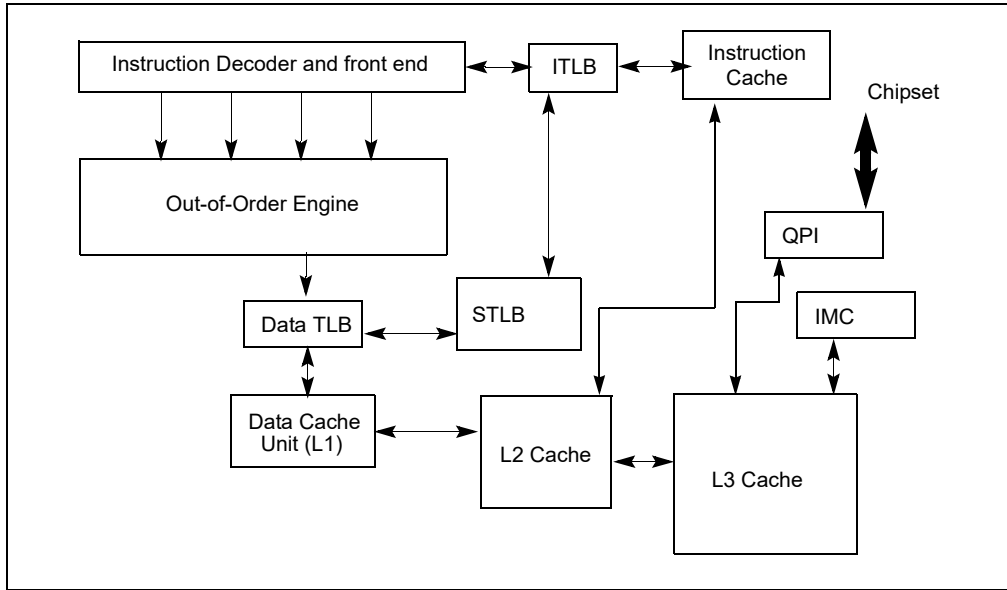 Instruction Decoder and front end
ITLB
Instruction
Cache
Chipset
Out-of-Order Engine
QPI
STLB
IMC
Data TLB
Data Cache
Unit (L1)
L2 Cache
L3 Cache